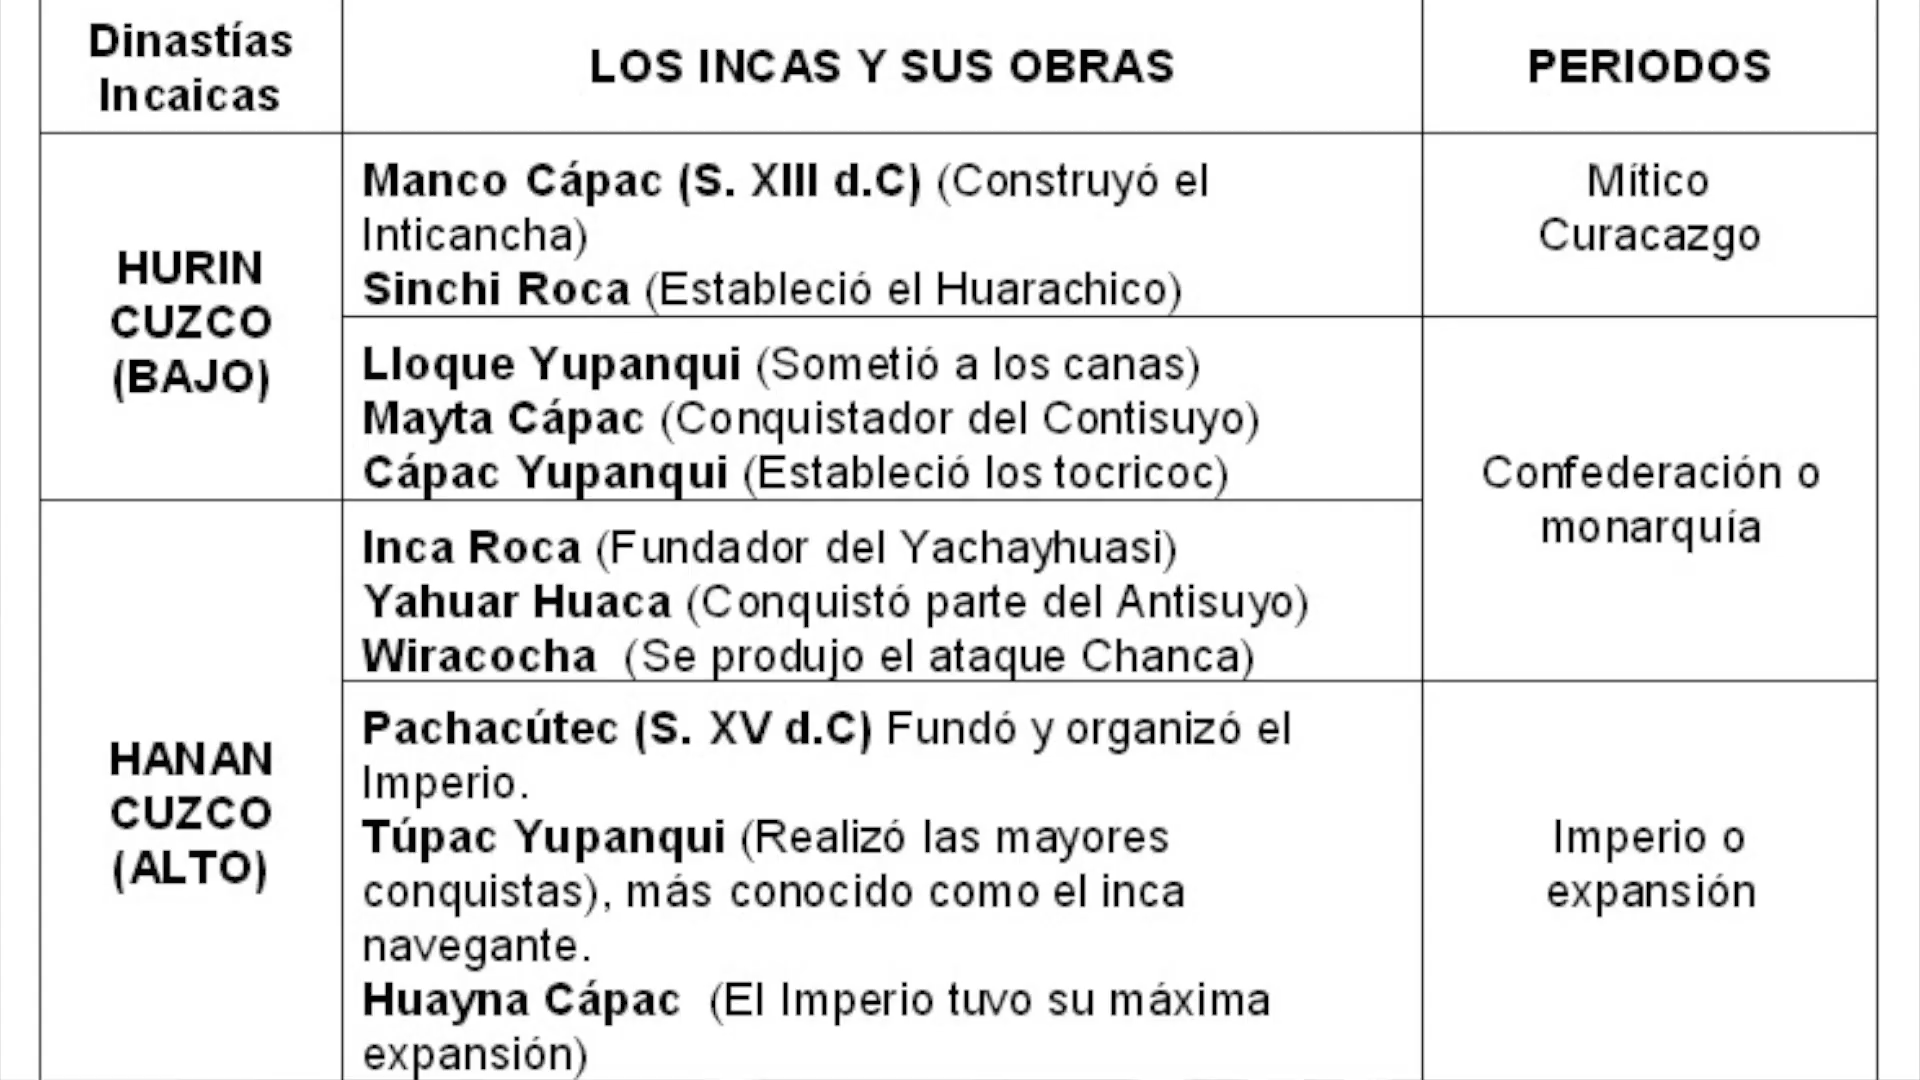 Dinastías
Incaicas
LOS INCAS Y SUS OBRAS
PERIODOS
HURIN
CUZCO
(BAJO)
Manco Cápac (S. XIII d.C) (Construyó el
Inticancha)
Sinchi Roca (Estableció el Huarachico)
Mítico
Curacazgo
Lloque Yupanqui (Sometió a los canas)
Mayta Cápac (Conquistador del Contisuyo)
Cápac Yupanqui (Estableció los tocricoc)
Confederación o
monarquía
HANAN
CUZCO
(ALTO)
Inca Roca (Fundador del Yachayhuasi)
Yahuar Huaca (Conquistó parte del Antisuyo)
Wiracocha (Se produjo el ataque Chanca)
Pachacútec (S. XV d.C) Fundó y organizó el
Imperio.
Túpac Yupanqui (Realizó las mayores
conquistas), más conocido como el inca
navegante.
Huayna Cápac (El Imperio tuvo su máxima
expansión)
Imperio o
expansión